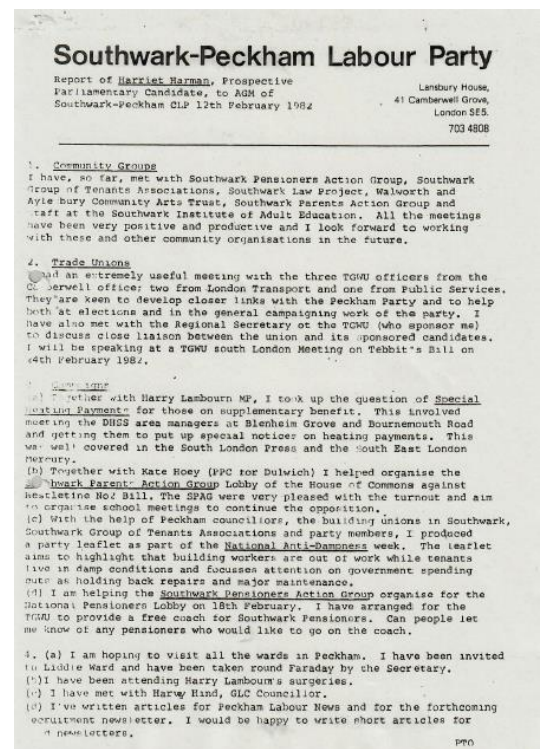 Southwark-Peckham Labour Party
Report of Harriet Harman, Prospective
Parliamentary Candidate, to AGM of
Southwark-Peckham CLP 12th February 1982
Lansbury House,
41 Camberwell Grove,
London SE5.
703 4808
1. Community Groups
I have, so far, met with Southwark Pensioners Action Group, Southwark
Group of Tenants Associations, Southwark Law Project, Walworth and
Aylesbury Community Arts Trust, Southwark Parents Action Group and
staff at the Southwark Institute of Adult Education. All the meetings
have been very positive and productive and I look forward to working
with these and other community organisations in the future.
2. Trade Unions
had an extremely useful meeting with the three TGWU officers from the
Camberwell office; two from London Transport and one from Public Services.
They are keen to develop closer links with the Peckham Party and to help
both at elections and in the general campaigning work of the party. I
have also met with the Regional Secretary ot the TGWU (who sponsor me)
to discuss close liaison between the union and its sponsored candidates.
I will be speaking at a TGWU south London Meeting on Tebbit's Bill on
24th February 1982.
Campaigns
(a) Together with Harry Lambourn MP, I took up the question of Special
Heating Payments for those on supplementary benefit. This involved
meeting the DHSS area managers at Blenheim Grove and Bournemouth Road
and getting them to put up special notices on heating payments. This
was well covered in the South London Press and the South East London
Mercury.
(b) Together with Kate Hoey (PPC for Dulwich) I helped organise the
Southwark Parents Action Group Lobby of the House of Commons against
Heseltine No2 Bill. The SPAG were very pleased with the turnout and aim
to organise school meetings to continue the opposition.
(c) With the help of Peckham councillors, the building unions in Southwark,
Southwark Group of Tenants Associations and party members, I produced
a party leaflet as part of the National Anti-Dampness week. The leaflet
aims to highlight that building workers are out of work while tenants
live in damp conditions and focusses attention on government spending
cuts as holding back repairs and major maintenance.
(d) I am helping the Southwark Pensioners Action Group organise for the
National Pensioners Lobby on 18th February. I have arranged for the
TGWU to provide a free coach for Southwark Pensioners. Can people let
me know of any pensioners who would like to go on the coach.
4. (a) I am hoping to visit all the wards in Peckham. I have been invited
to Liddle Ward and have been taken round Faraday by the Secretary.
(b)I have been attending Harry Lambourn's surgeries.
(c) I have met with Harvey Hind, GLC Councillor.
(d) I've written articles for Peckham Labour News and for the forthcoming
recruitment newsletter. I would be happy to write short articles for
newsletters.
PTO